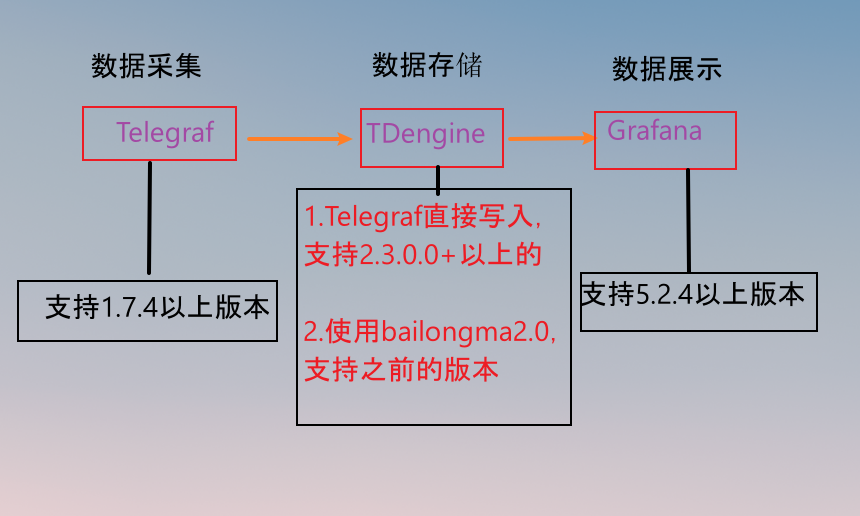 数据采集
数据存储
数据展示
Telegraf
TDengine
Grafana
支持1.7.4以上版本
1.Telegraf直接写入,
支持2.3.0.0+以上的
2.使用bailongma2.0,
支持之前的版本
支持5.2.4以上版本